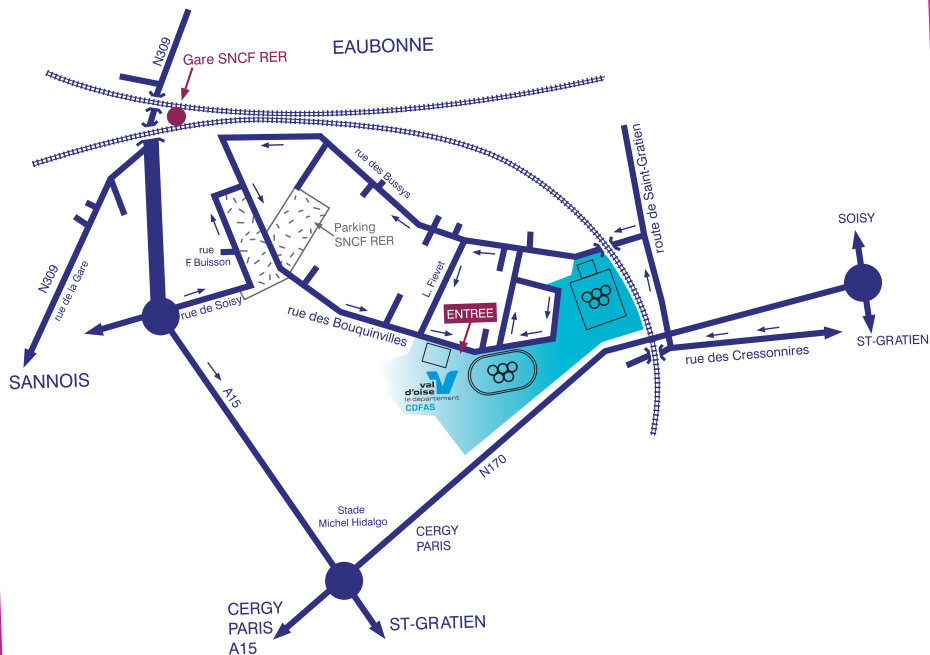 N309
EAUBONNE
Gare SNCF RER
rue des Bussys
route de Saint-Gratien
SOISY
Parking
SNCF RER
rue
F. Buisson
N309
rue de la Gare
L. Fievet
rue de Soisy
rue des Bouquinvilles
ENTREE
ST-GRATIEN
rue des Cressonnires
SANNOIS
A15
val
d'oise
le département
CDFAS
N170
Stade
Michel Hidalgo
CERGY
PARIS
CERGY
PARIS
A15
ST-GRATIEN